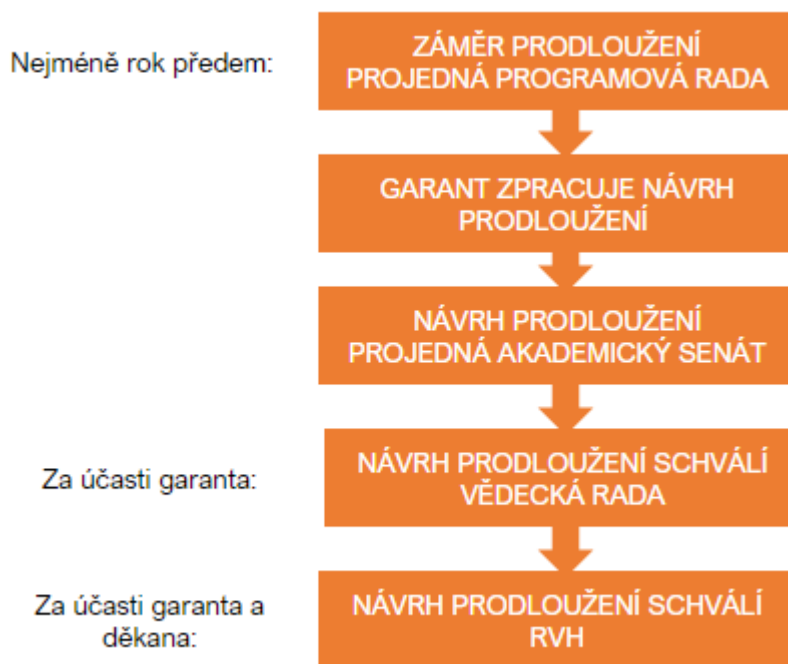 Nejméně rok předem:
ZÁMĚR PRODLOUŽENÍ
PROJEDNÁ PROGRAMOVÁ RADA
GARANT ZPRACUJE NÁVRH
PRODLOUŽENÍ
NÁVRH PRODLOUŽENÍ
PROJEDNÁ AKADEMICKÝ SENÁT
Za účasti garanta:
NÁVRH PRODLOUŽENÍ SCHVÁLÍ
VĚDECKÁ RADA
Za účasti garanta a
děkana:
NÁVRH PRODLOUŽENÍ SCHVÁLÍ
RVH